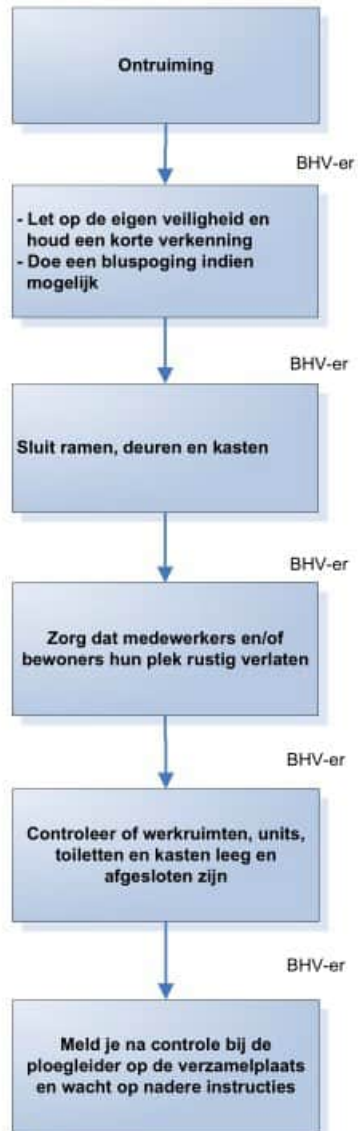 Ontruiming
BHV-er
- Let op de eigen veiligheid en
houd een korte verkenning
- Doe een bluspoging indien
mogelijk
BHV-er
Sluit ramen, deuren en kasten
BHV-er
Zorg dat medewerkers en/of
bewoners hun plek rustig verlaten
BHV-er
Controleer of werkruimten, units,
toiletten en kasten leeg en
afgesloten zijn
BHV-er
Meld je na controle bij de
ploegleider op de verzamelplaats
en wacht op nadere instructies